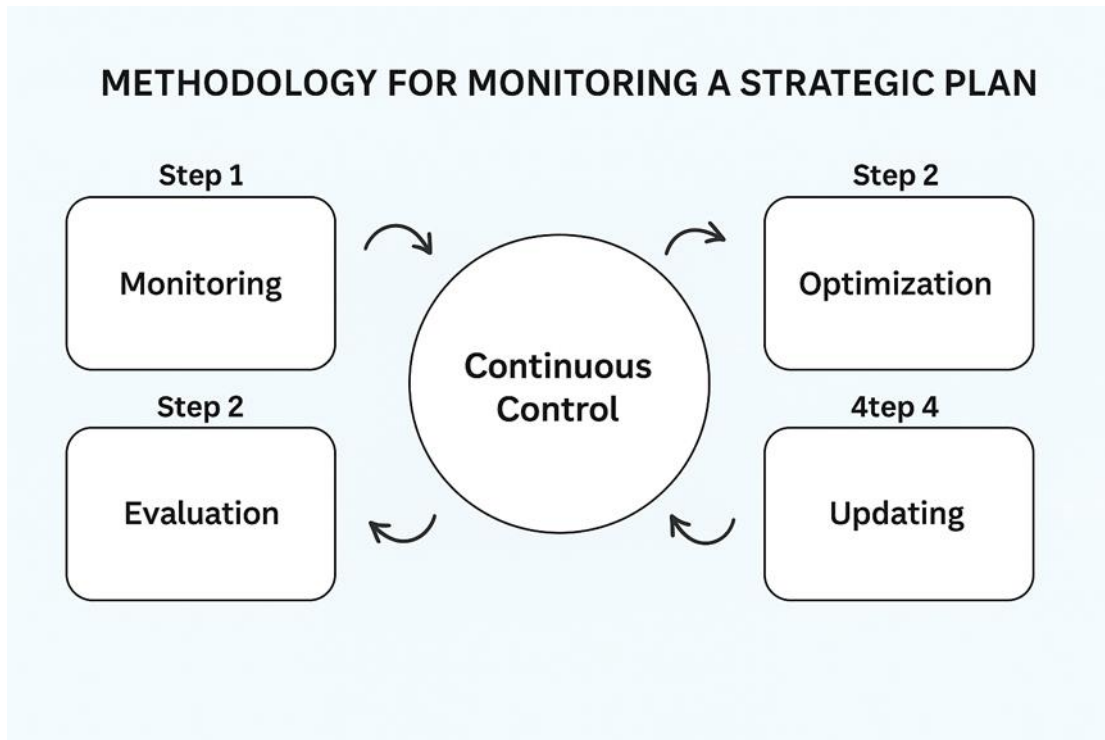 METHODOLOGY FOR MONITORING A STRATEGIC PLAN
Step 1
Monitoring
Step 2
Optimization
Continuous
Control
Step 2
Evaluation
4tep 4
Updating